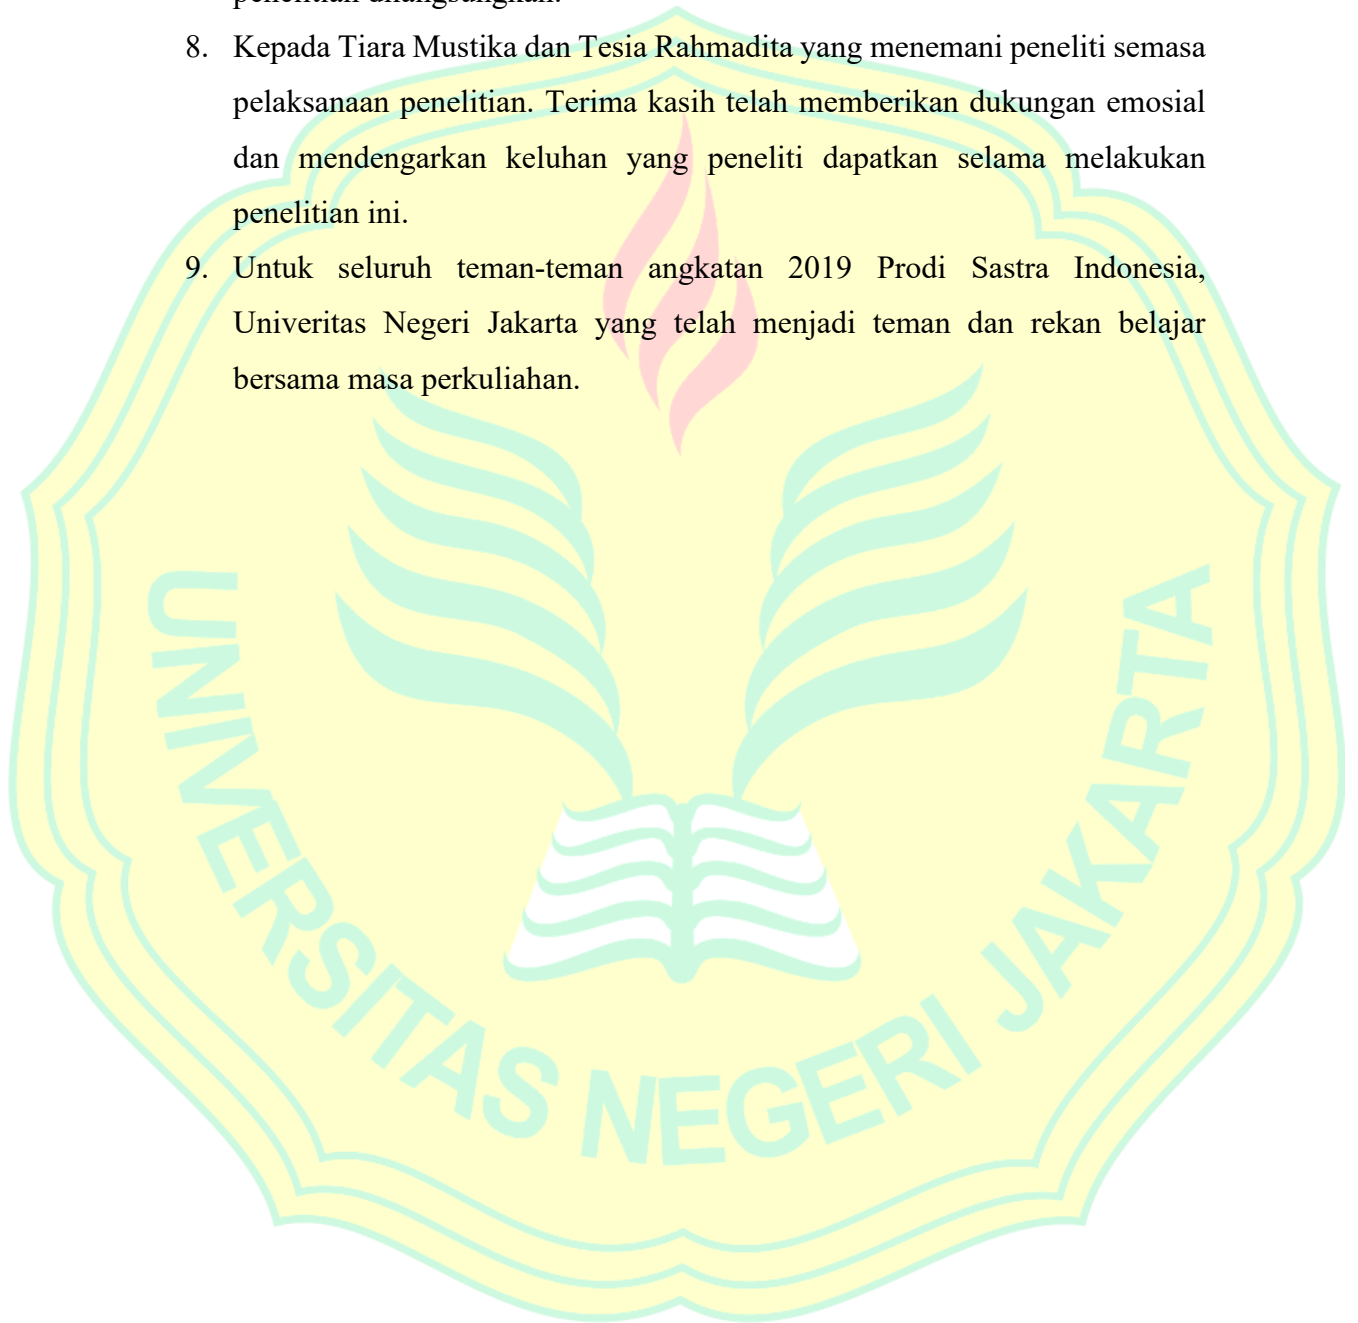 penelitian dilangsungkan.
8. Kepada Tiara Mustika dan Tesia Rahmadita yang menemani peneliti semasa
pelaksanaan penelitian. Terima kasih telah memberikan dukungan emosial
dan mendengarkan keluhan yang peneliti dapatkan selama melakukan
penelitian ini.
9. Untuk seluruh teman-teman angkatan 2019 Prodi Sastra Indonesia,
Univeritas Negeri Jakarta yang telah menjadi teman dan rekan belajar
bersama masa perkuliahan.
UNIVERSITAS NEGERI JAKARTA